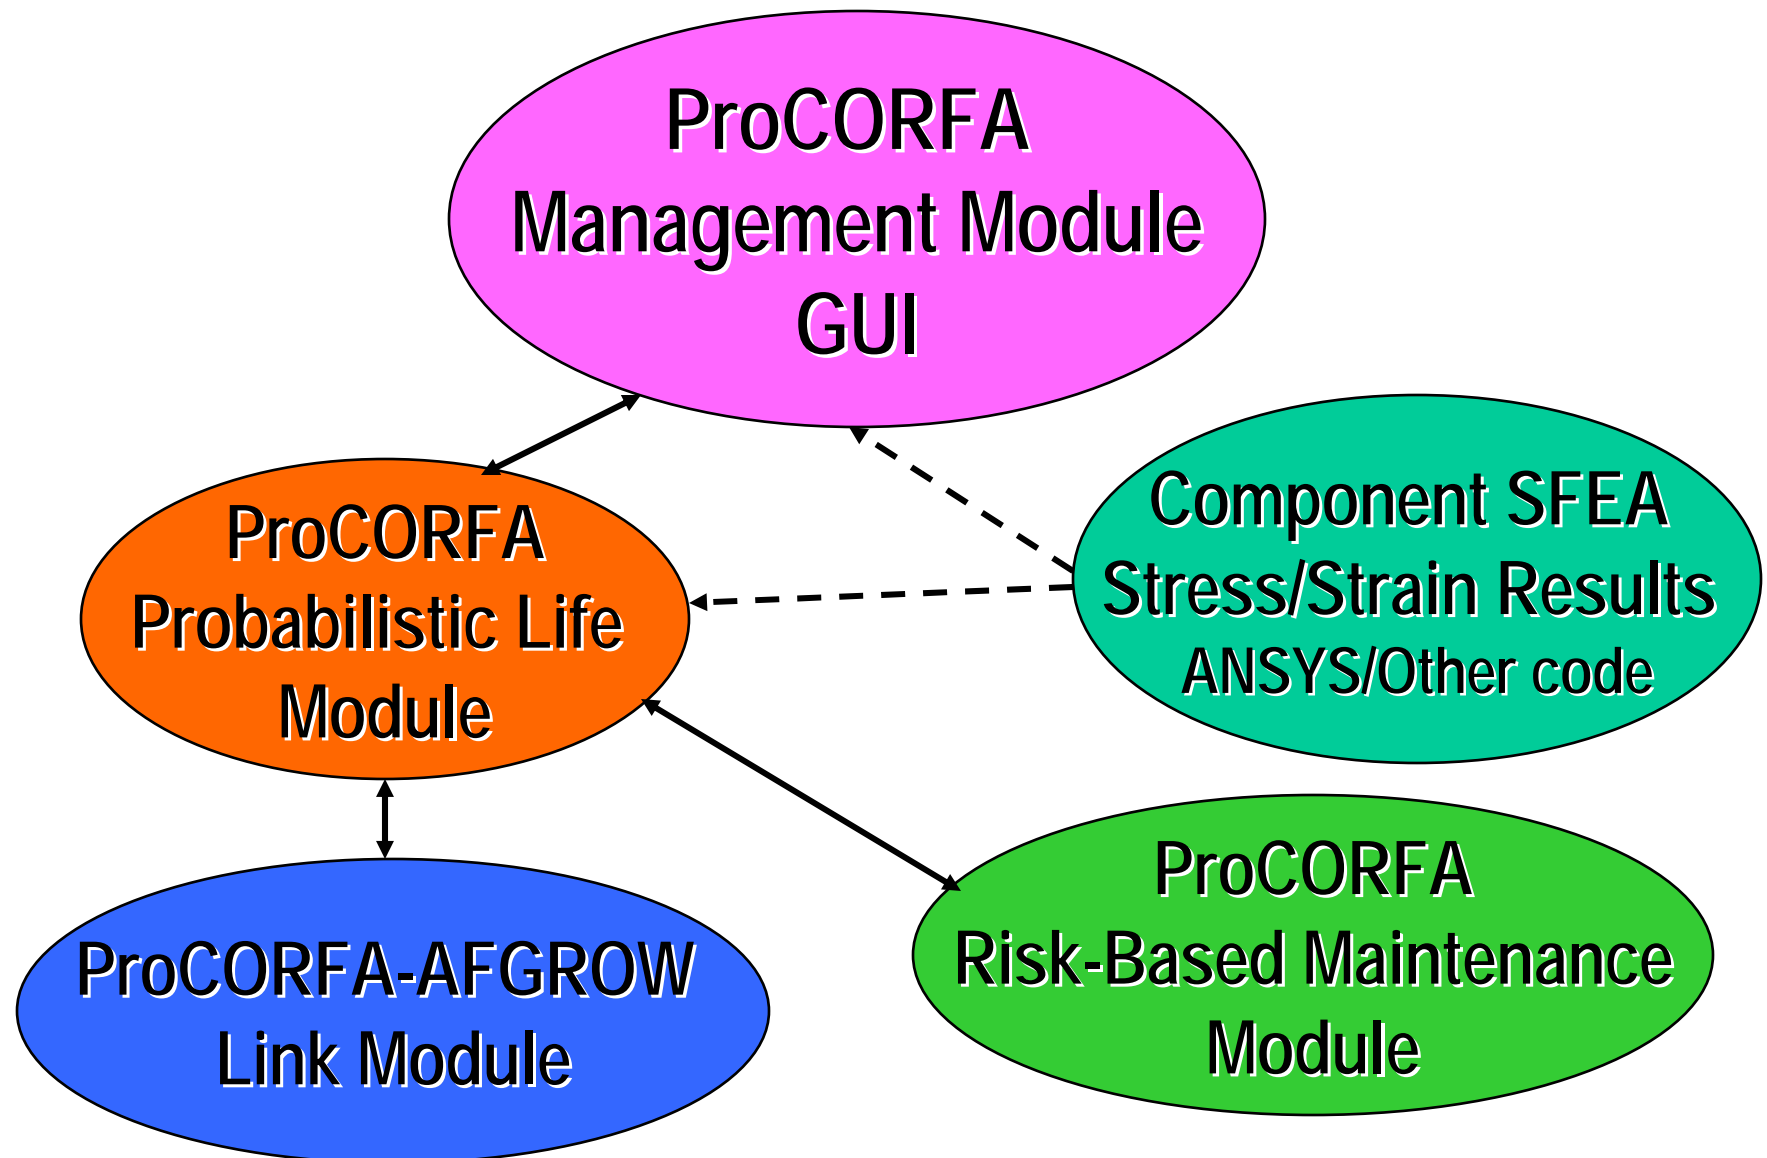 ProCORFA
Management Module
GUI
ProCORFA
Probabilistic Life
Module
Component SFEA
Stress/Strain Results
ANSYS/Other code
ProCORFA-AFGROW
Link Module
ProCORFA
Risk-Based Maintenance
Module